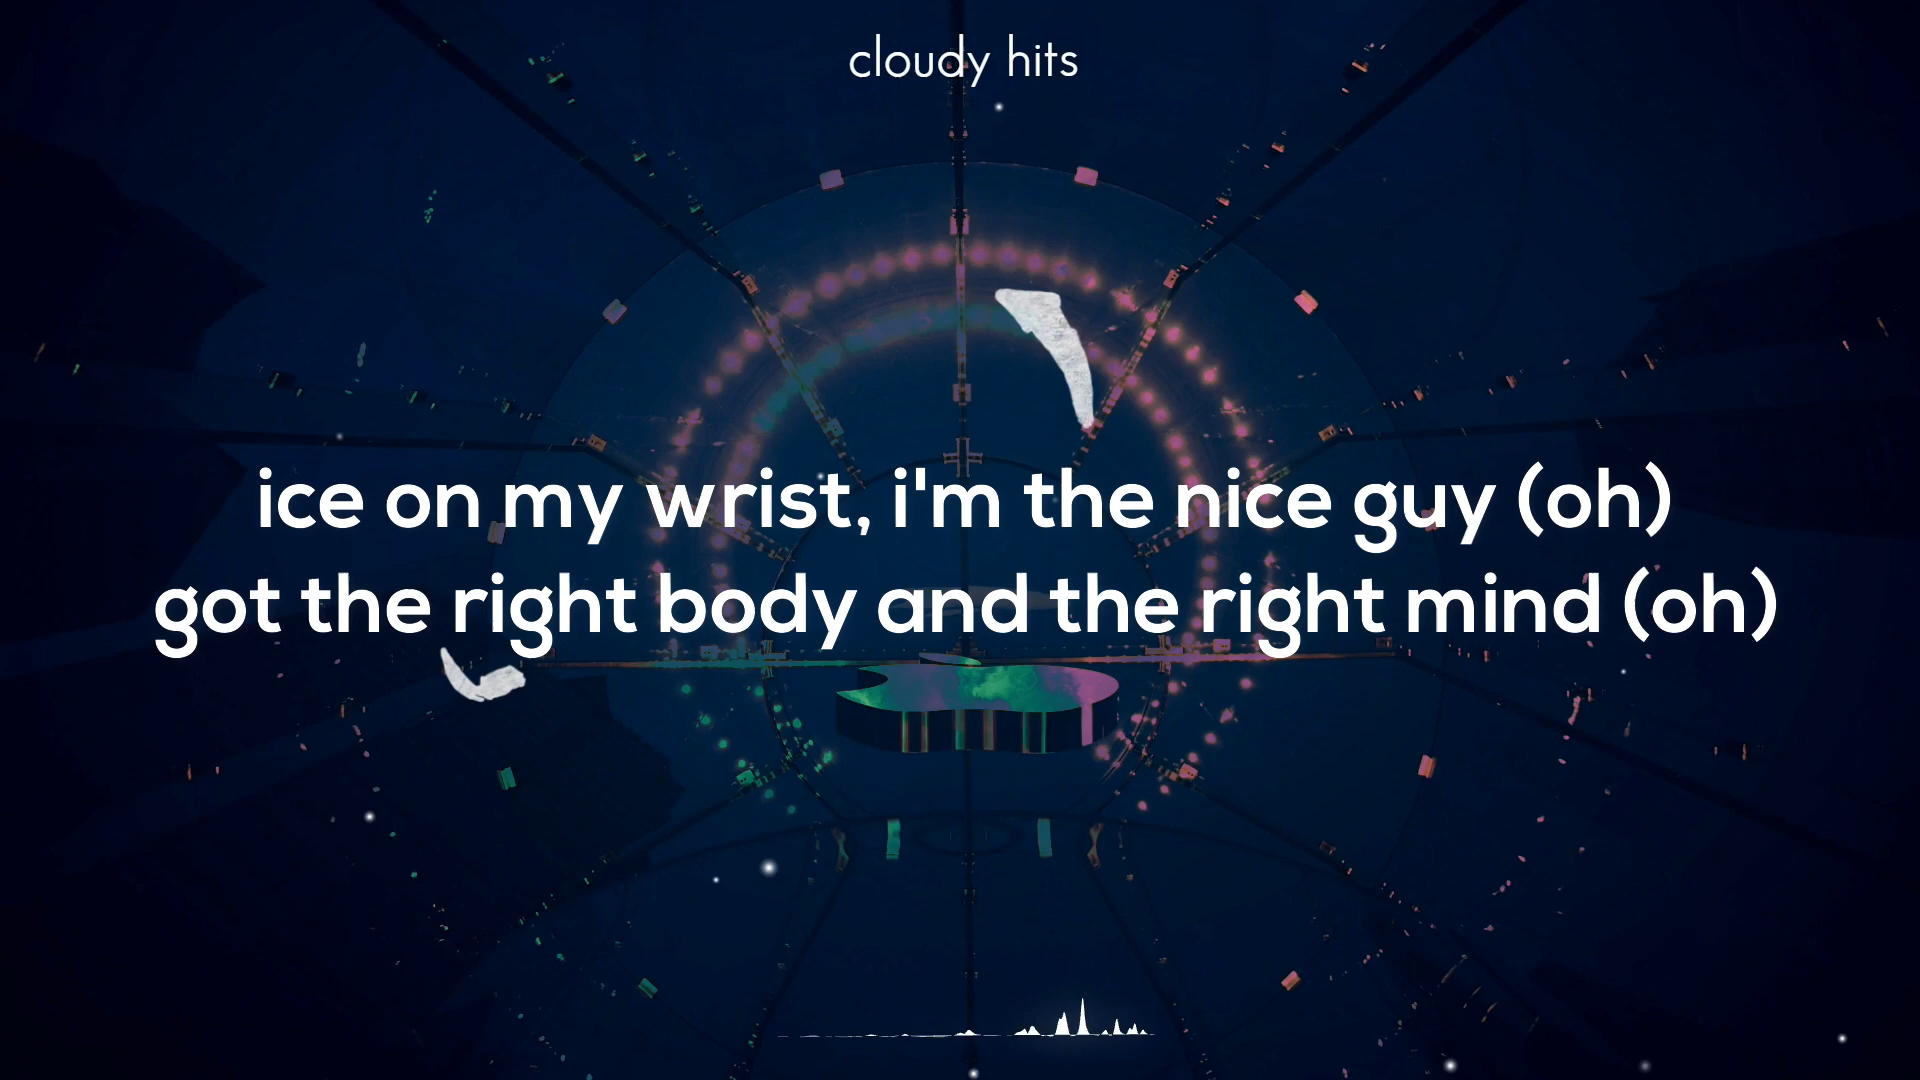 cloudy hits
ice on my wrist, i'm the nice guy (oh)
got the right body and the right mind (oh)